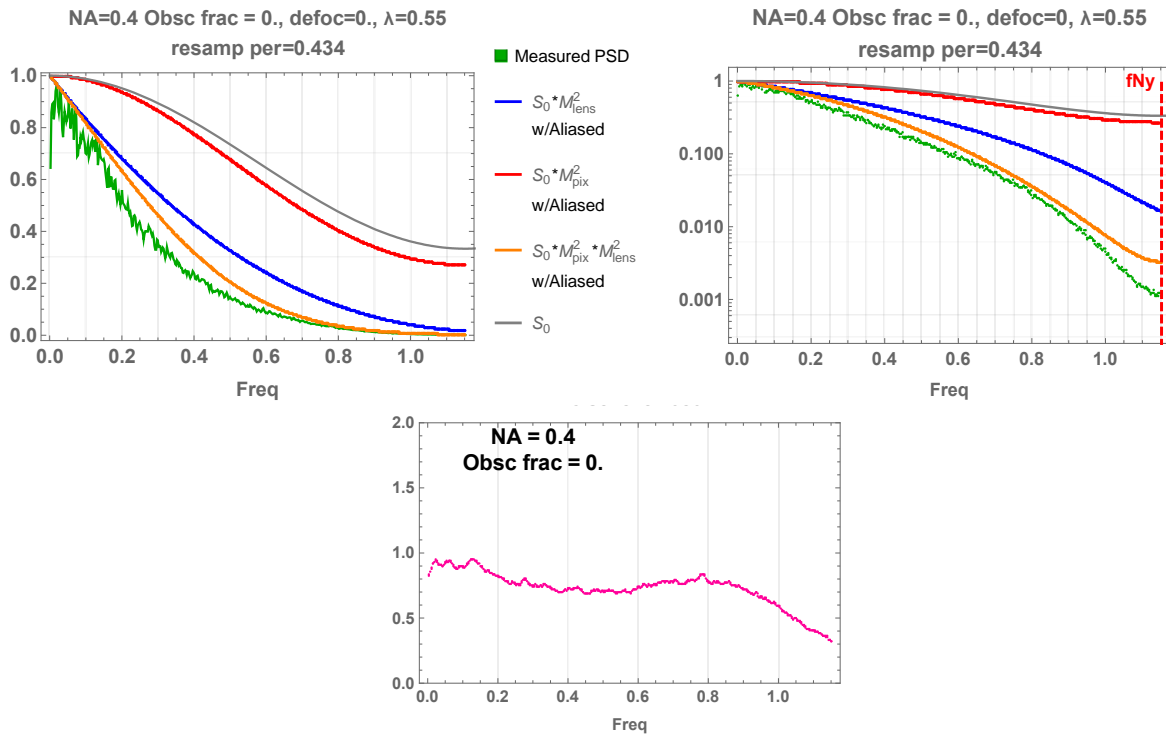 NA=0.4 Obsc frac = 0., defoc=0., λ=0.55
resamp per=0.434
1.0
0.8
0.6
0.4
0.2
0.0
0.0 0.2 0.4 0.6 0.8 1.0
Freq
Measured PSD
S₀*M²lens
w/Aliased
S₀*M²pix
w/Aliased
S₀*M²pix*M²lens
w/Aliased
S₀
NA=0.4 Obsc frac = 0., defoc=0, λ=0.55
resamp per=0.434
fNy
1
0.100
0.010
0.001
0.0 0.2 0.4 0.6 0.8 1.0
Freq
NA = 0.4
Obsc frac = 0.
2.0
1.5
1.0
0.5
0.0
0.0 0.2 0.4 0.6 0.8 1.0
Freq